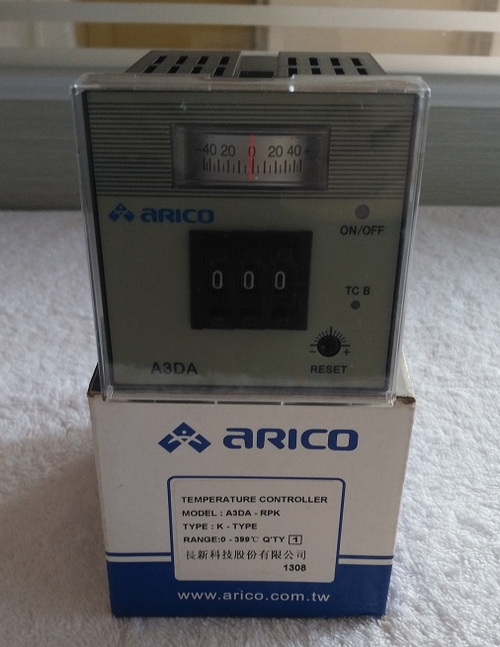 -40 20 0 20 40
ARICO
ON/OFF
0 0 0
TC B
- +
A3DA
RESET
ARICO
TEMPERATURE CONTROLLER
MODEL : A3DA - RPK
TYPE : K - TYPE
RANGE:0 - 399℃ Q'TY 1
長新科技股份有限公司
1308
www.arico.com.tw